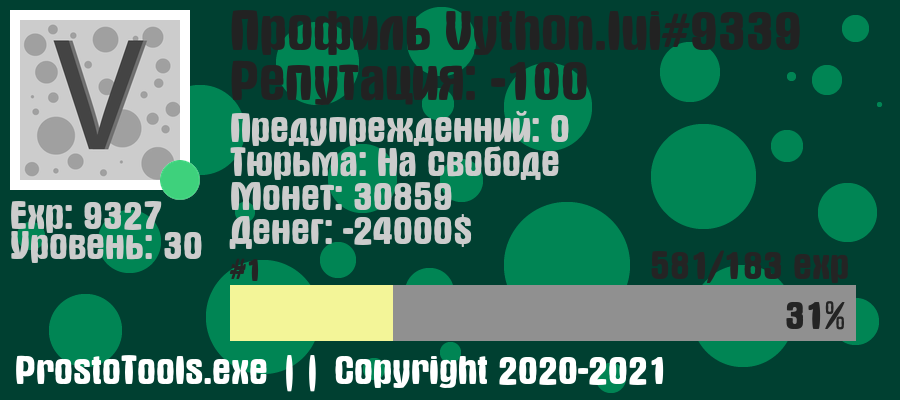 V
Профиль Vython.lui#9339
Репутация: -100
Предупрежденний: 0
Тюрьма: На свободе
Монет: 30859
Денег: -24000$
Exp: 9327
Уровень: 30
#1
581/183 exp
31%
ProstoTools.exe || Copyright 2020-2021